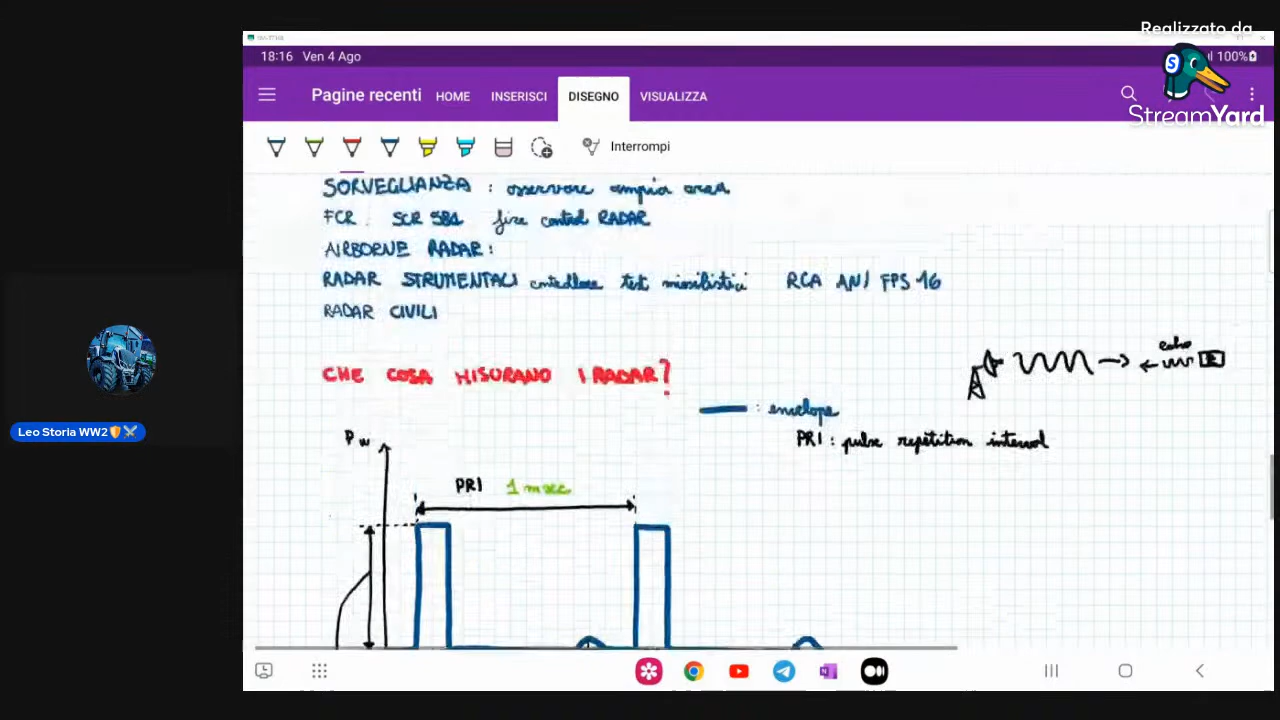 Realizzato da
StreamYard
18:16 Ven 4 Ago
100%
Pagine recenti HOME INSERISCI DISEGNO VISUALIZZA
Interrompi
SORVEGLIANZA : osservare ampia area
FCR : SCR 584 fire control RADAR
AIRBORNE RADAR:
RADAR STRUMENTALI test missilistici RCA AN/ FPS 16
RADAR CIVILI
echo
CHE COSA MISURANO I RADAR?
: envelope
PRI : pulse repetition interval
Pw
PRI 1 msec
Leo Storia WW2🛡️⚔️